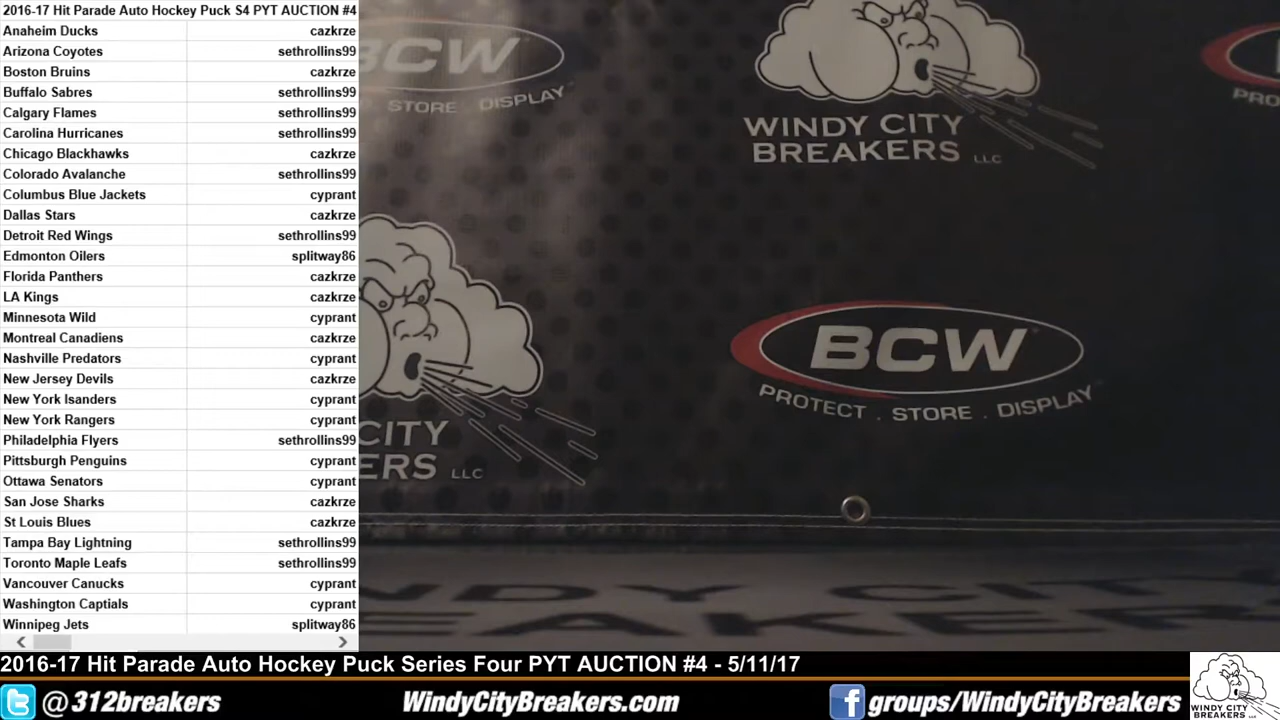 2016-17 Hit Parade Auto Hockey Puck S4 PYT AUCTION #4
Anaheim Ducks cazkrze
Arizona Coyotes sethrollins99
Boston Bruins cazkrze
Buffalo Sabres sethrollins99
Calgary Flames sethrollins99
Carolina Hurricanes sethrollins99
Chicago Blackhawks cazkrze
Colorado Avalanche sethrollins99
Columbus Blue Jackets cyprant
Dallas Stars cazkrze
Detroit Red Wings sethrollins99
Edmonton Oilers splitway86
Florida Panthers cazkrze
LA Kings cazkrze
Minnesota Wild cyprant
Montreal Canadiens cazkrze
Nashville Predators cyprant
New Jersey Devils cazkrze
New York Isanders cyprant
New York Rangers cyprant
Philadelphia Flyers sethrollins99
Pittsburgh Penguins cyprant
Ottawa Senators cyprant
San Jose Sharks cazkrze
St Louis Blues cazkrze
Tampa Bay Lightning sethrollins99
Toronto Maple Leafs sethrollins99
Vancouver Canucks cyprant
Washington Captials cyprant
Winnipeg Jets splitway86
BCW
. STORE . DISPLAY
WINDY CITY
BREAKERS LLC
PRO
BCW
PROTECT . STORE . DISPLAY
CITY
ERS LLC
NDY CITY
EAKER
2016-17 Hit Parade Auto Hockey Puck Series Four PYT AUCTION #4 - 5/11/17
@312breakers
WindyCityBreakers.com
groups/WindyCityBreakers
WINDY CITY
BREAKERS LLC